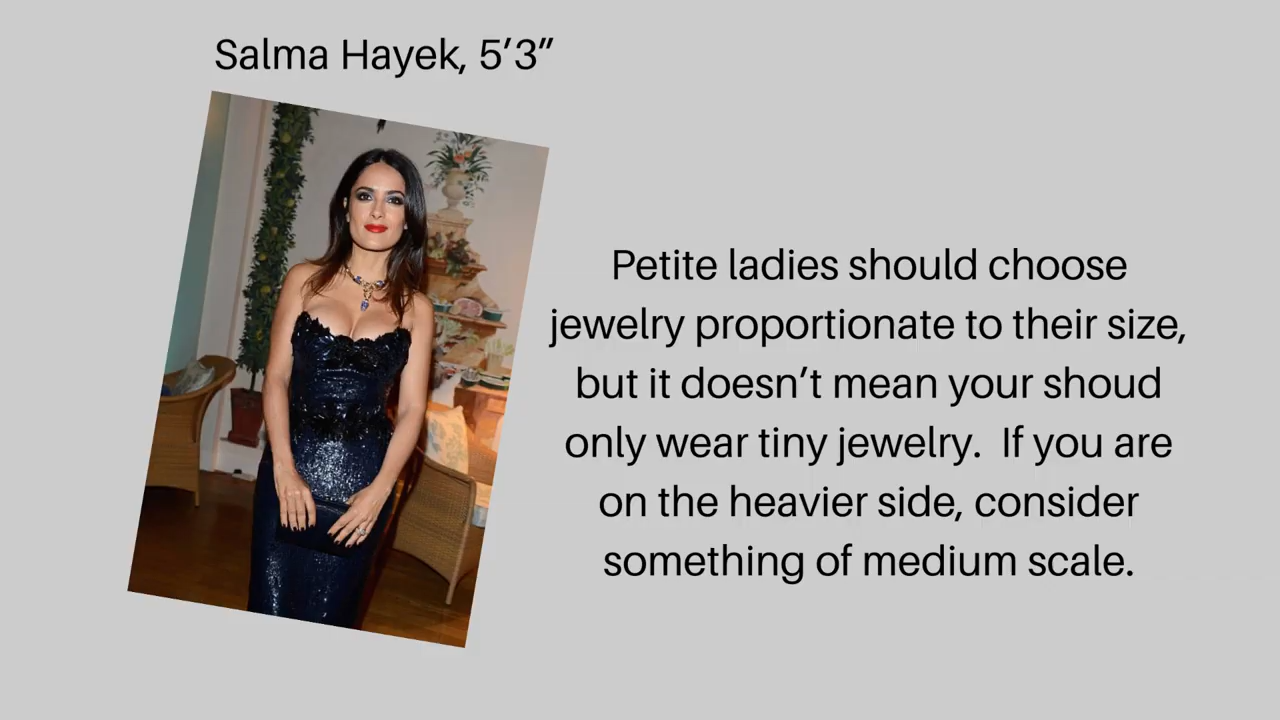 Salma Hayek, 5’3”
Petite ladies should choose
jewelry proportionate to their size,
but it doesn’t mean your shoud
only wear tiny jewelry.  If you are
on the heavier side, consider
something of medium scale.